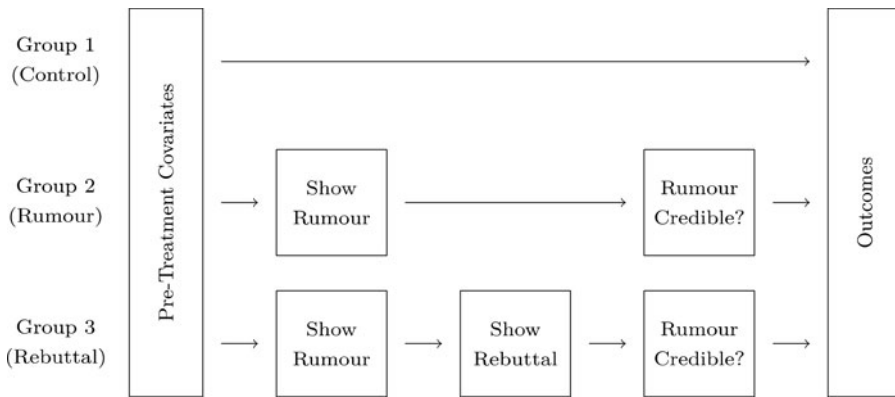 Group 1
(Control)
Pre-Treatment Covariates
Outcomes
Group 2
(Rumour)
Show
Rumour
Rumour
Credible?
Group 3
(Rebuttal)
Show
Rumour
Show
Rebuttal
Rumour
Credible?